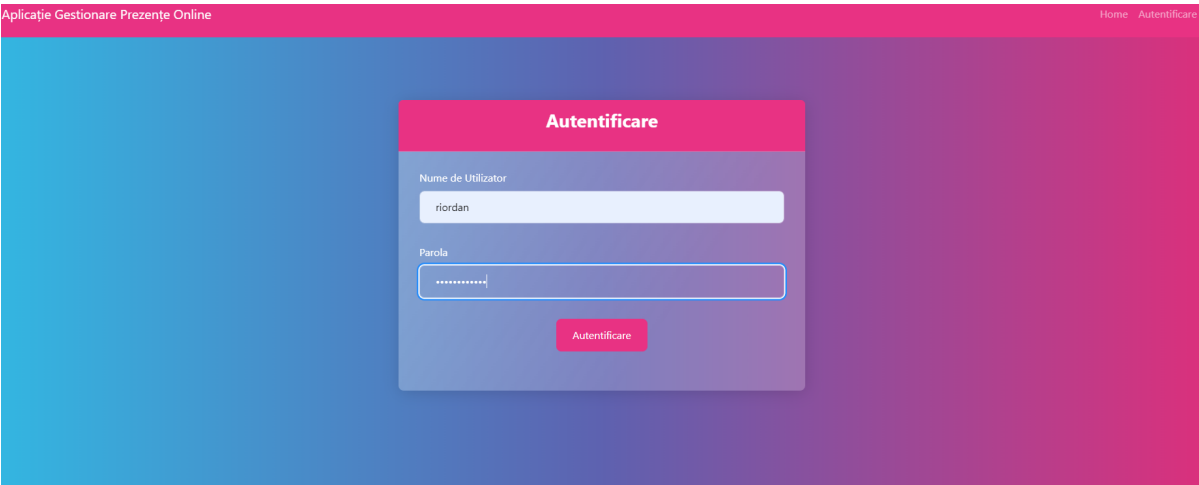 Aplicație Gestionare Prezențe Online
Home Autentificare
Autentificare
Nume de Utilizator
riordan
Parola
••••••••••••
Autentificare